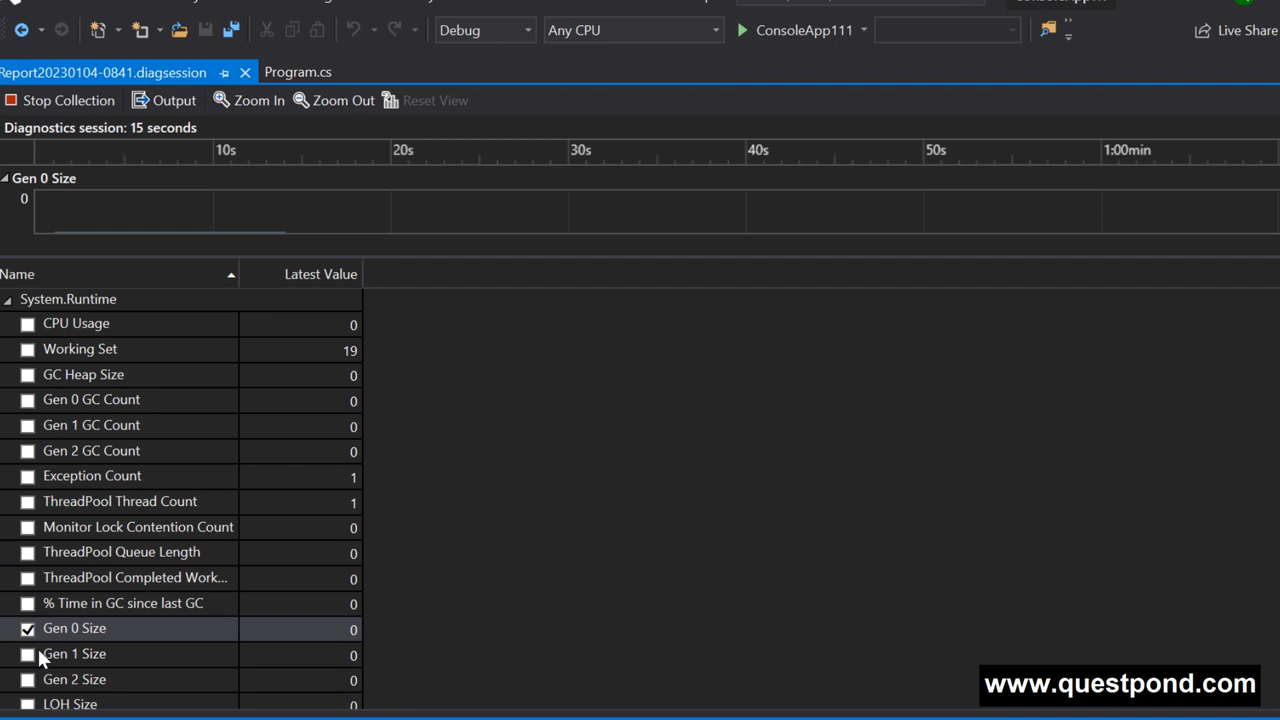 Debug
Any CPU
ConsoleApp111
Live Share
Report20230104-0841.diagsession
Program.cs
Stop Collection
Output
Zoom In
Zoom Out
Reset View
Diagnostics session: 15 seconds
10s 20s 30s 40s 50s 1:00min
Gen 0 Size
0
Name Latest Value
System.Runtime
CPU Usage 0
Working Set 19
GC Heap Size 0
Gen 0 GC Count 0
Gen 1 GC Count 0
Gen 2 GC Count 0
Exception Count 1
ThreadPool Thread Count 1
Monitor Lock Contention Count 0
ThreadPool Queue Length 0
ThreadPool Completed Work... 0
% Time in GC since last GC 0
Gen 0 Size 0
Gen 1 Size 0
Gen 2 Size 0
LOH Size 0
www.questpond.com